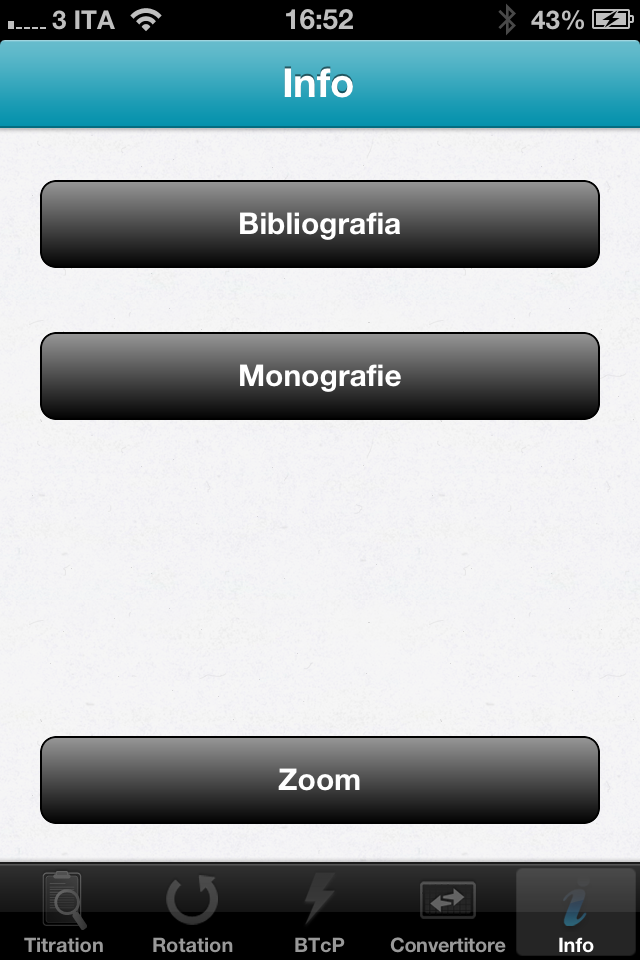 3 ITA 16:52 43%
Info
Bibliografia
Monografie
Zoom
Titration Rotation BTcP Convertitore Info